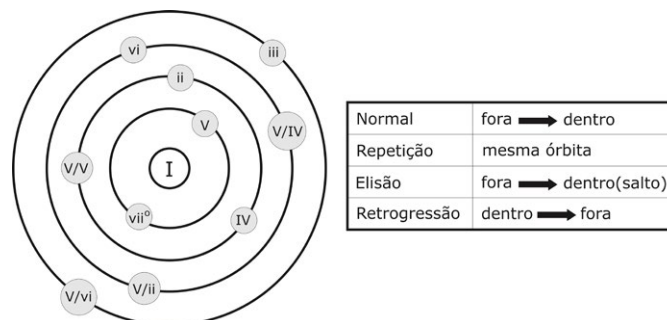 iii
vi
ii
V
V/IV
V/V
I
vii°
IV
V/ii
V/vi
Normal fora dentro
Repetição mesma órbita
Elisão fora dentro(salto)
Retrogressão dentro fora